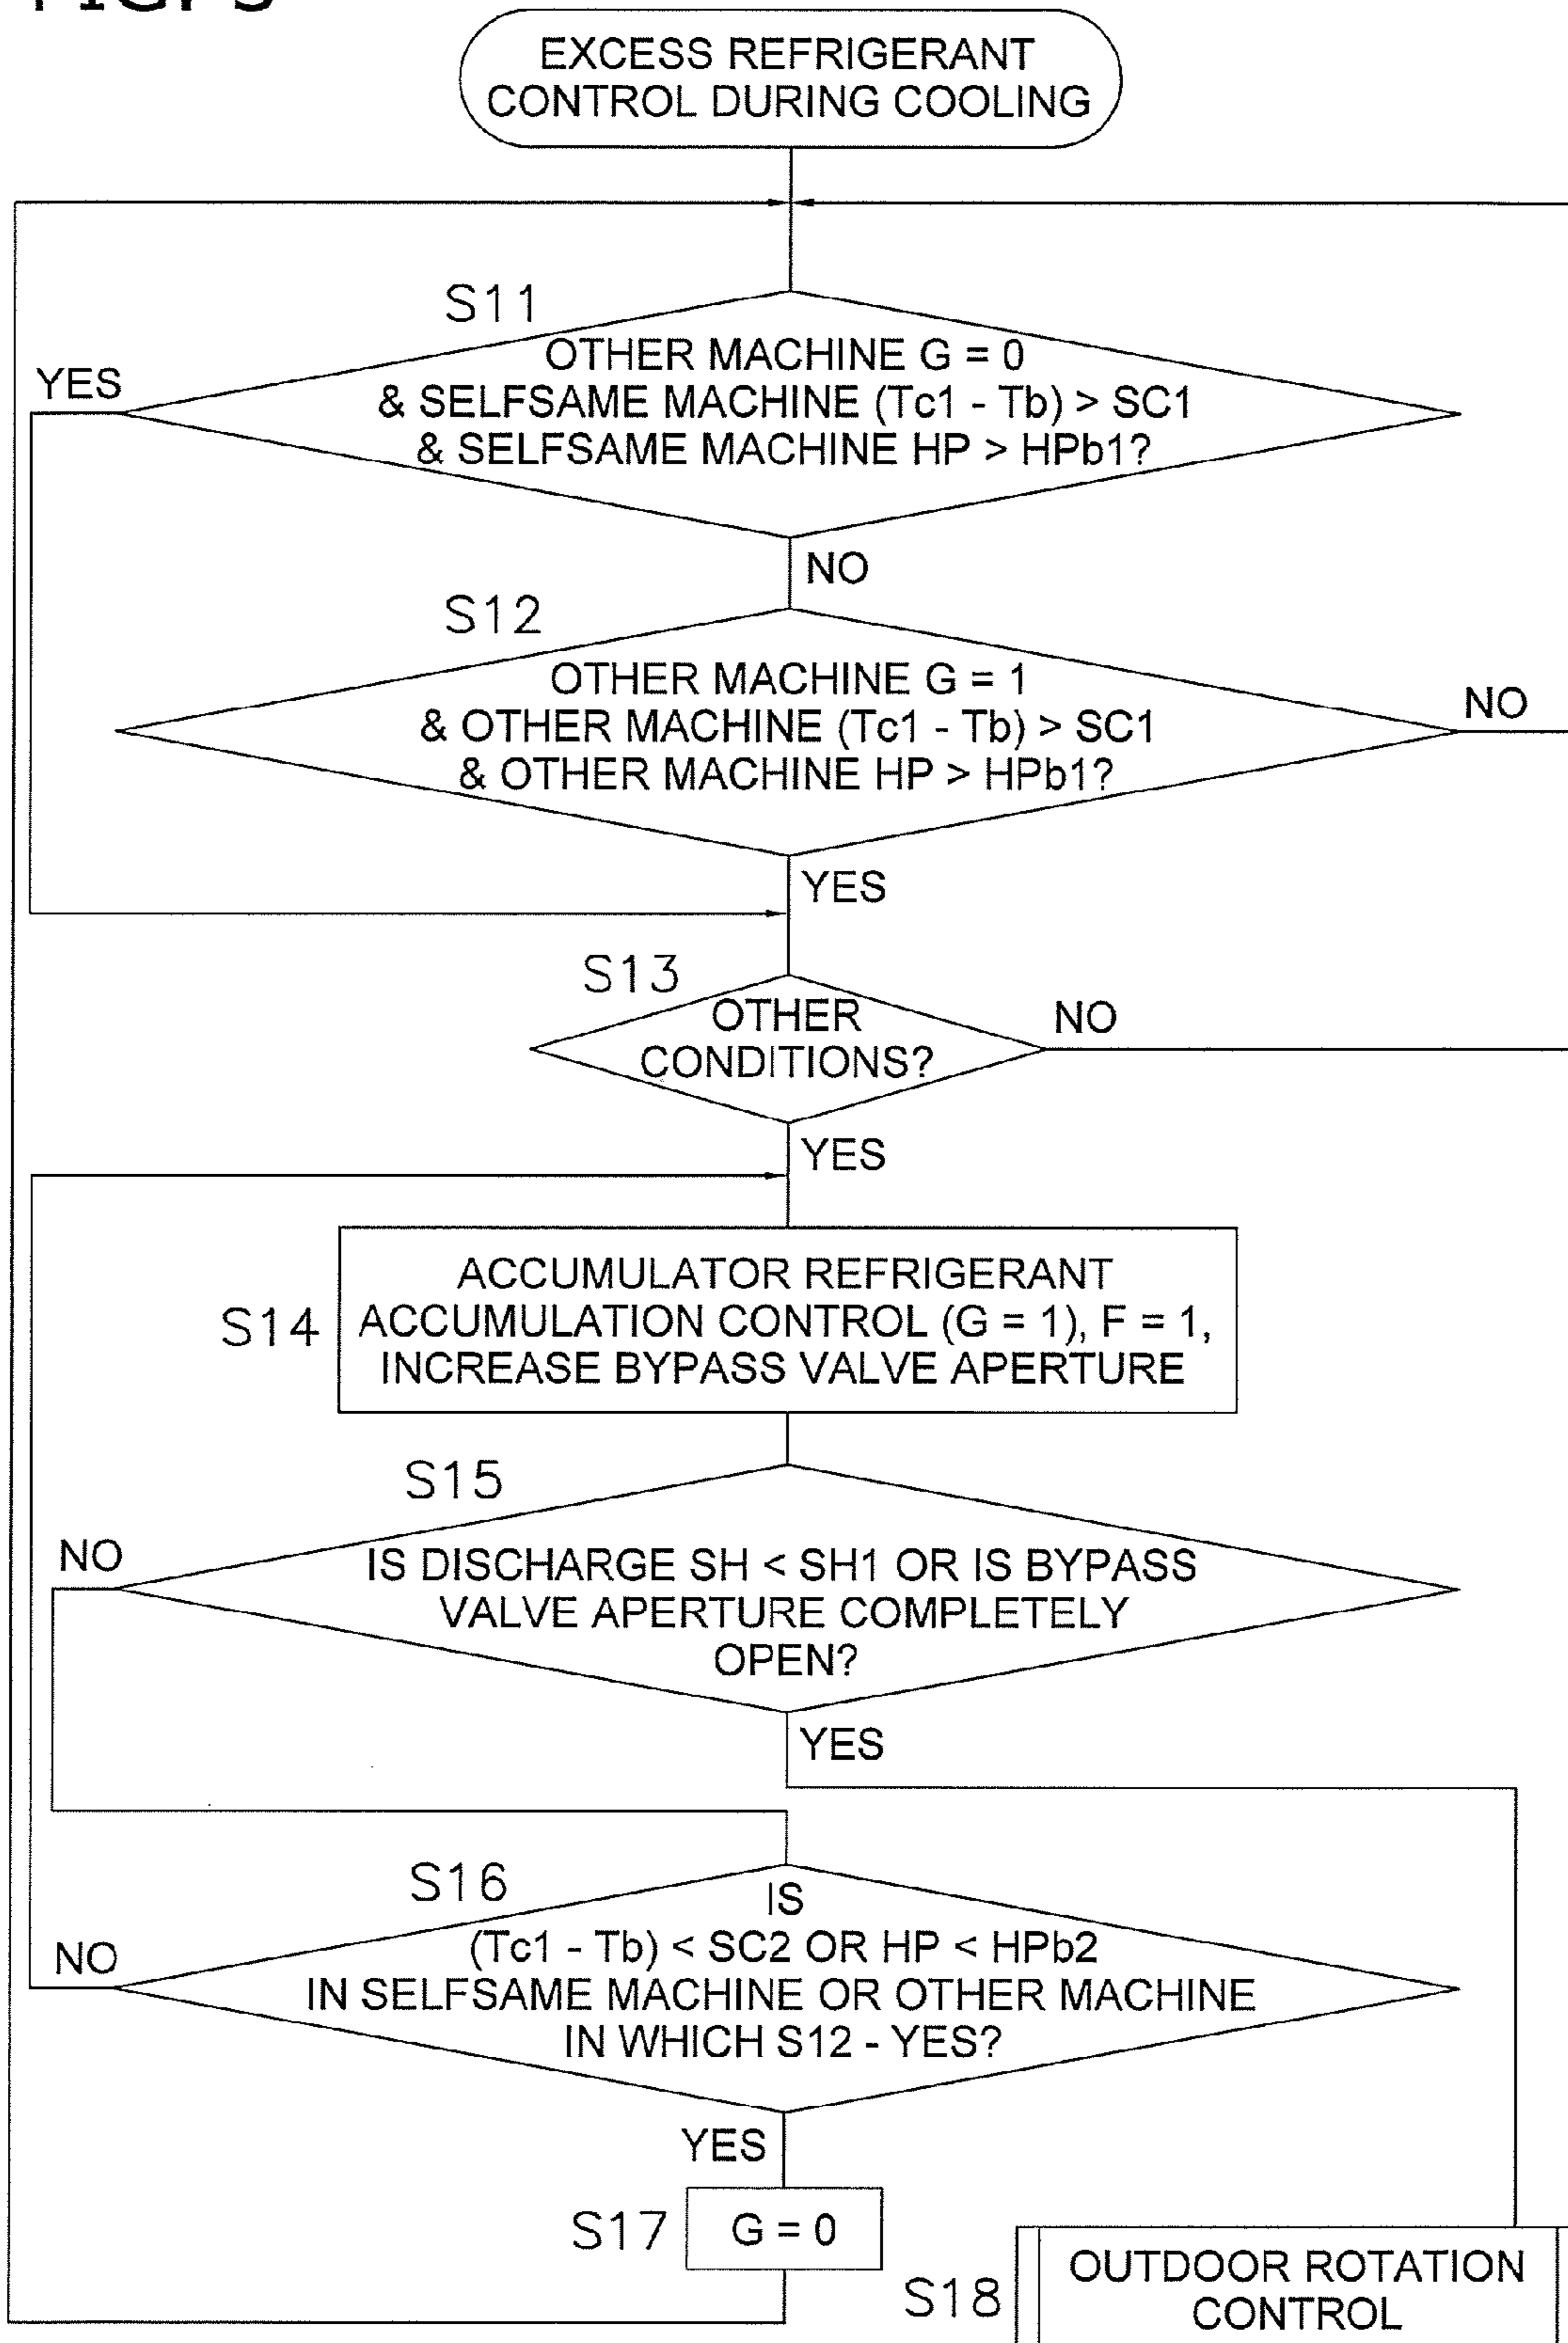 EXCESS REFRIGERANT
CONTROL DURING COOLING
S11
YES
OTHER MACHINE G = 0
& SELFSAME MACHINE (Tc1 - Tb) > SC1
& SELFSAME MACHINE HP > HPb1?
NO
S12
OTHER MACHINE G = 1
& OTHER MACHINE (Tc1 - Tb) > SC1
& OTHER MACHINE HP > HPb1?
NO
YES
S13
OTHER
CONDITIONS?
NO
YES
S14
ACCUMULATOR REFRIGERANT
ACCUMULATION CONTROL (G = 1), F = 1,
INCREASE BYPASS VALVE APERTURE
S15
NO
IS DISCHARGE SH < SH1 OR IS BYPASS
VALVE APERTURE COMPLETELY
OPEN?
YES
S16
NO
IS
(Tc1 - Tb) < SC2 OR HP < HPb2
IN SELFSAME MACHINE OR OTHER MACHINE
IN WHICH S12 - YES?
YES
S17
G = 0
S18
OUTDOOR ROTATION
CONTROL